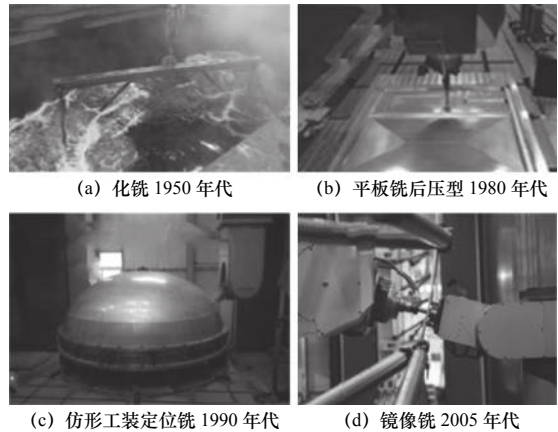 (a) 化铣 1950 年代
(b) 平板铣后压型 1980 年代
(c) 仿形工装定位铣 1990 年代
(d) 镜像铣 2005 年代